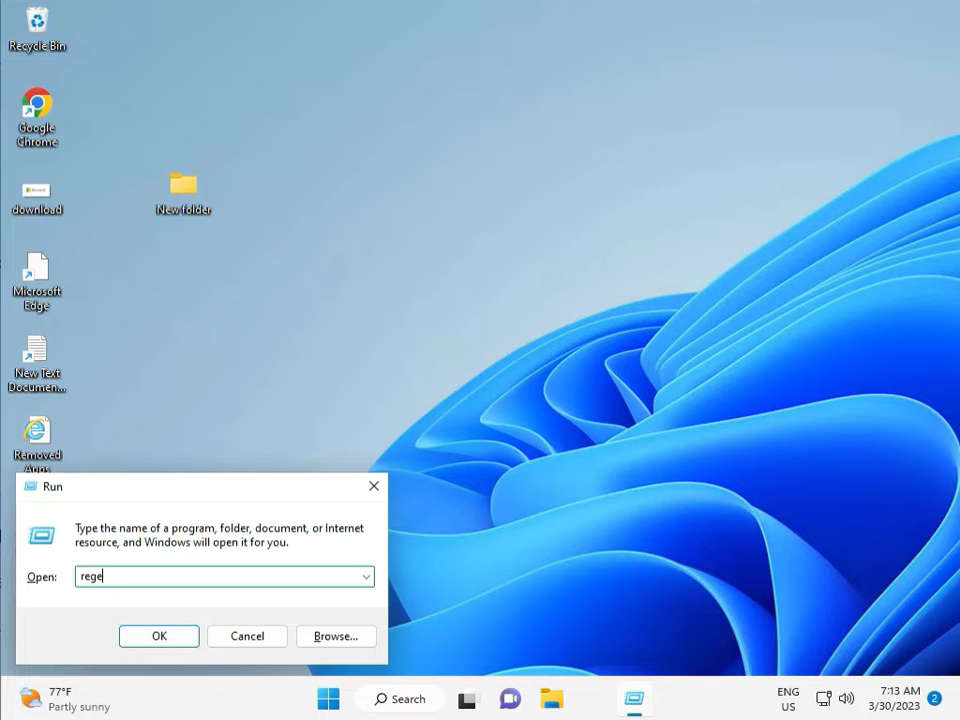 Recycle Bin
Google
Chrome
download
New folder
Microsoft
Edge
New Text
Documen...
Removed
Apps
Run
Type the name of a program, folder, document, or Internet
resource, and Windows will open it for you.
Open: rege
OK Cancel Browse...
77°F
Partly sunny
Search
ENG
US
7:13 AM
3/30/2023
2